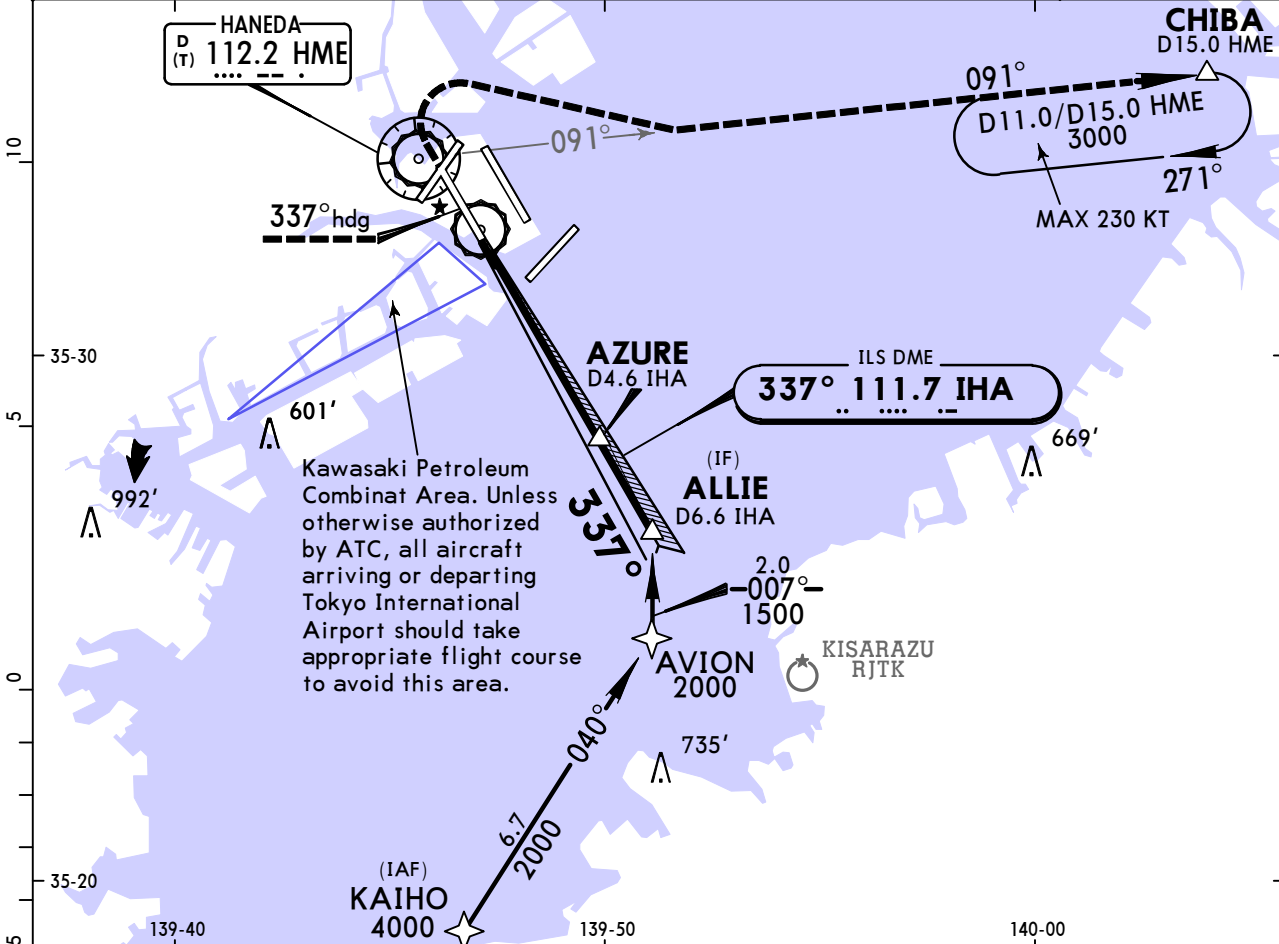 HANEDA
D
(T) 112.2 HME
CHIBA
D15.0 HME
091°
D11.0/D15.0 HME
3000
271°
MAX 230 KT
091°
10
337° hdg
35-30
AZURE
D4.6 IHA
ILS DME
337° 111.7 IHA
5
601'
669'
992'
(IF)
ALLIE
D6.6 IHA
337°
Kawasaki Petroleum
Combinat Area. Unless
otherwise authorized
by ATC, all aircraft
arriving or departing
Tokyo International
Airport should take
appropriate flight course
to avoid this area.
2.0
007°
1500
KISARAZU
RJTK
AVION
2000
0
040°
735'
6.7
2000
35-20
(IAF)
KAIHO
4000
139-40
139-50
140-00
5